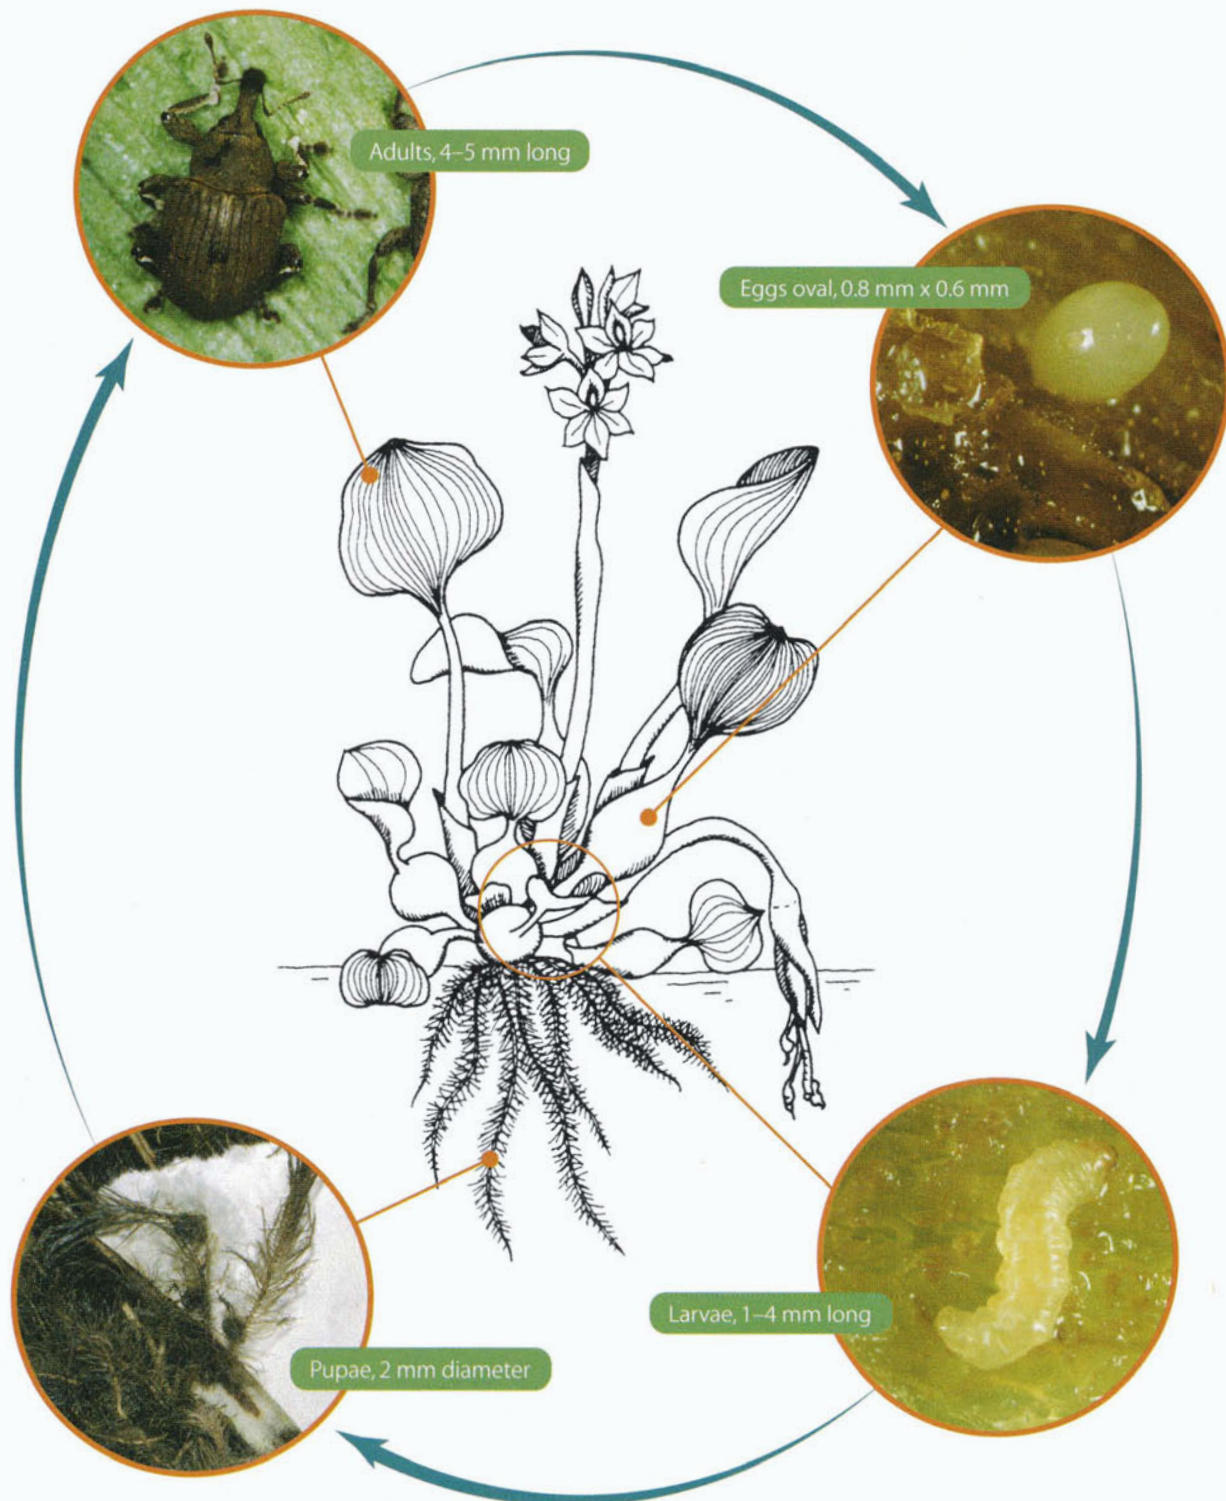 Adults, 4–5 mm long
Eggs oval, 0.8 mm x 0.6 mm
Larvae, 1–4 mm long
Pupae, 2 mm diameter